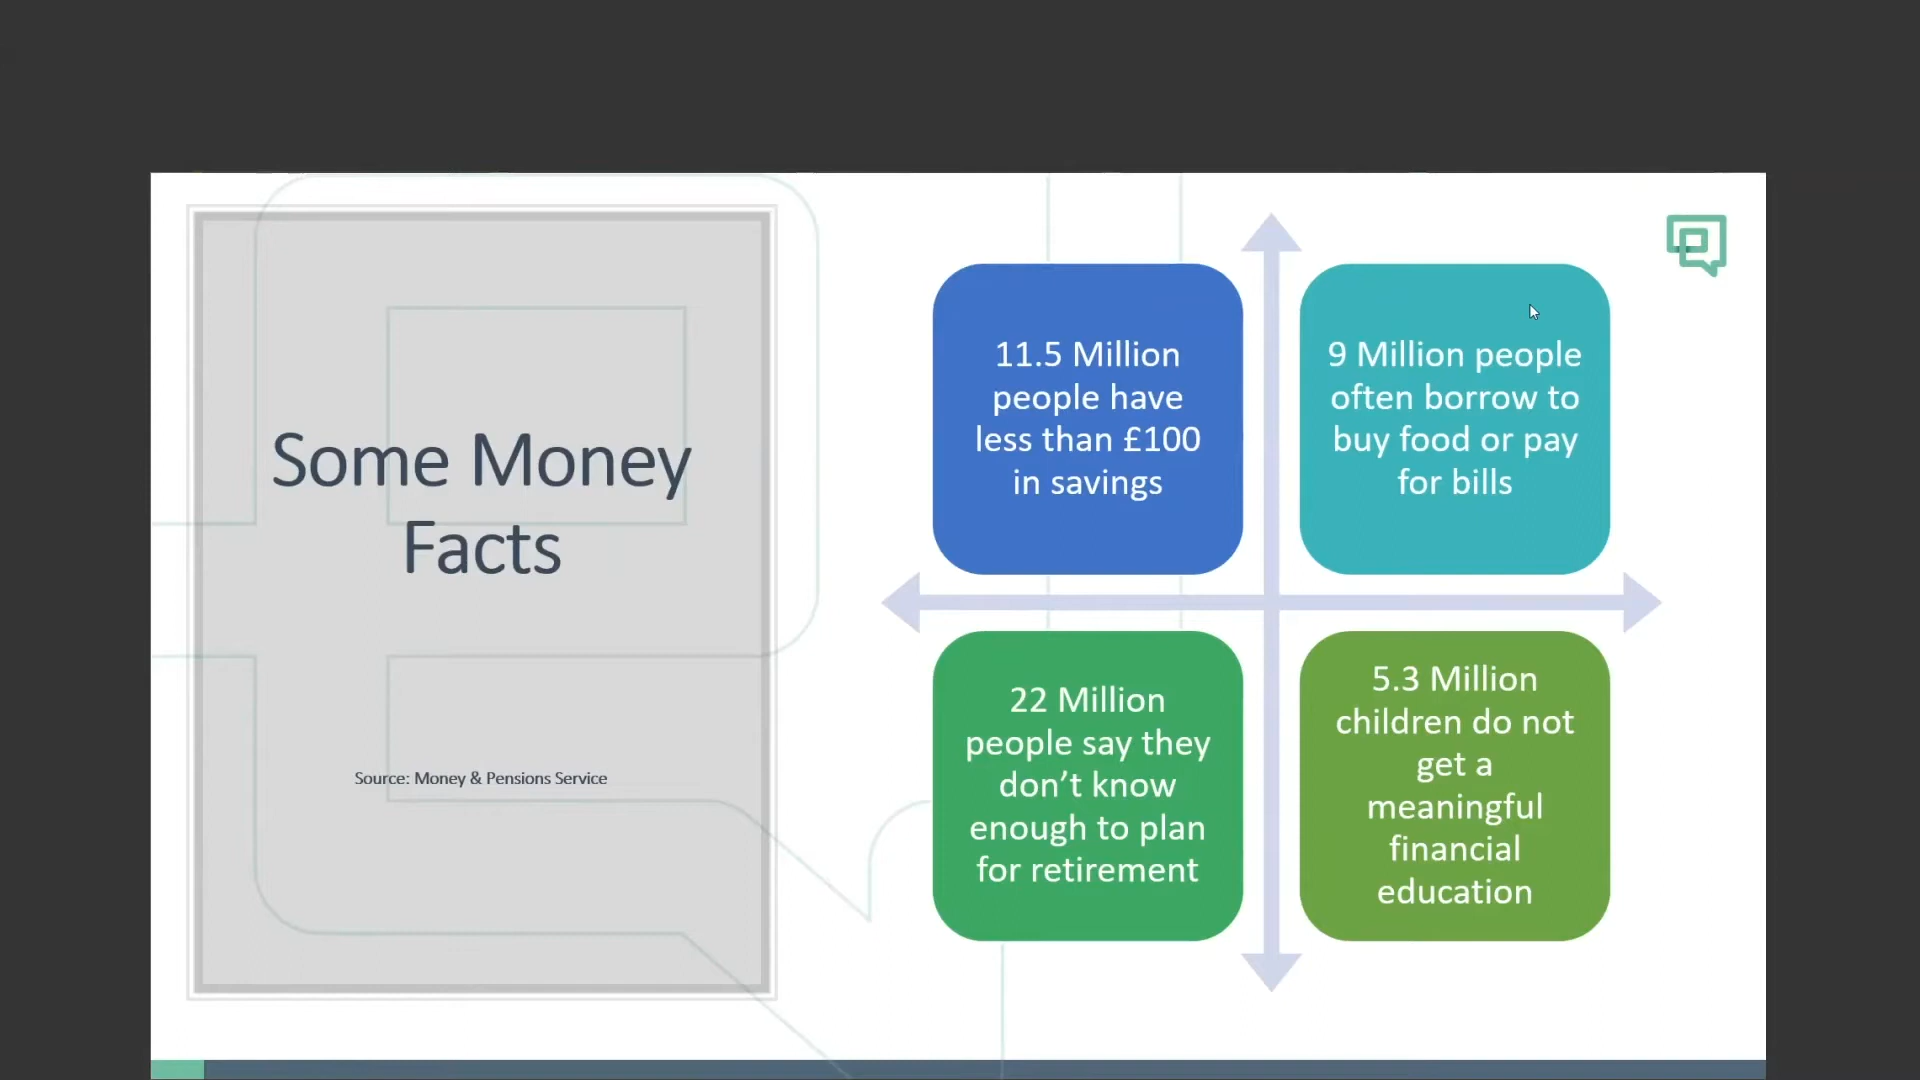 Some Money
Facts
Source: Money & Pensions Service
11.5 Million
people have
less than £100
in savings
9 Million people
often borrow to
buy food or pay
for bills
22 Million
people say they
don’t know
enough to plan
for retirement
5.3 Million
children do not
get a
meaningful
financial
education